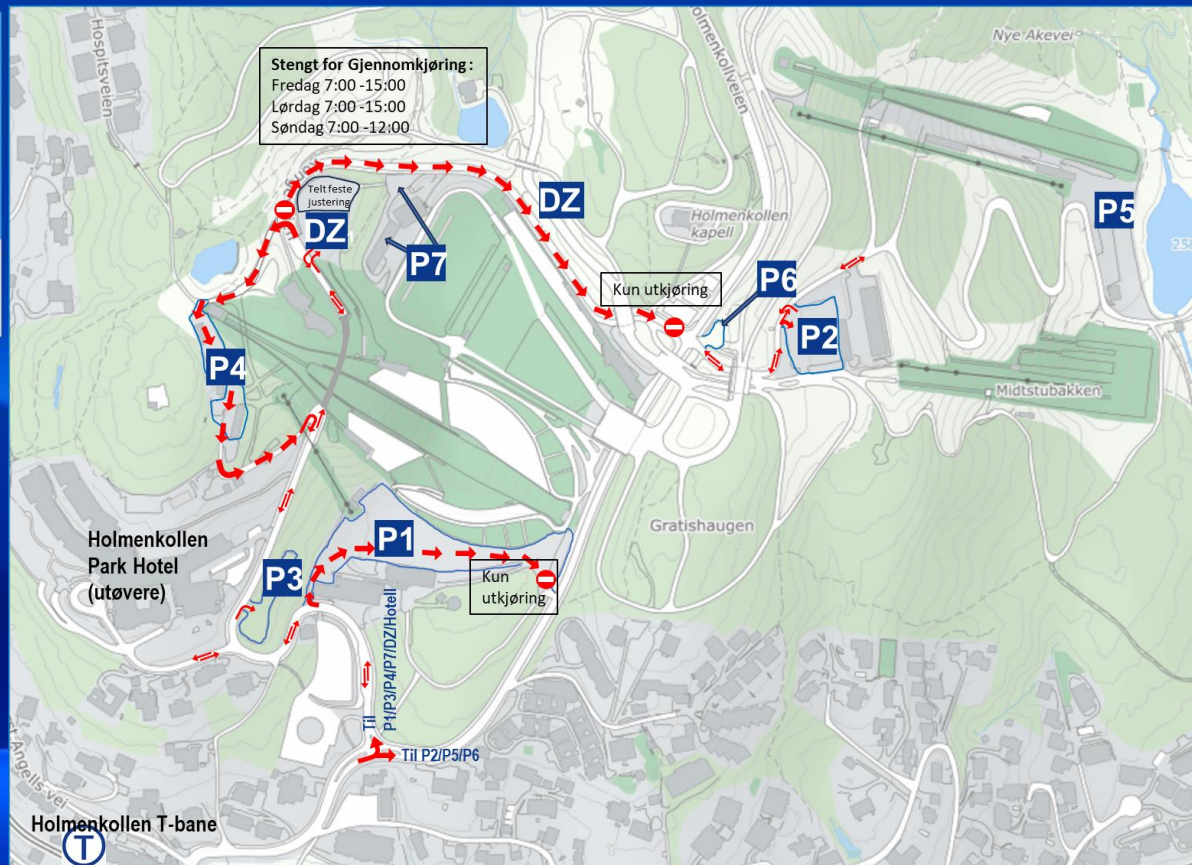 Hospitsveien
Stengt for Gjennomkjøring:
Fredag 7:00 -15:00
Lørdag 7:00 -15:00
Søndag 7:00 -12:00
Nye Åkevei
Telt feste
justering
DZ
DZ
P7
Holmenkollen
kapell
P5
Kun utkjøring
P6
P2
P4
Midtstubakken
Gratishaugen
Holmenkollen
Park Hotel
(utøvere)
P1
P3
Kun
utkjøring
Til
P1/P3/P4/P7/DZ/Hotell
Til P2/P5/P6
Holmenkollen T-bane
T